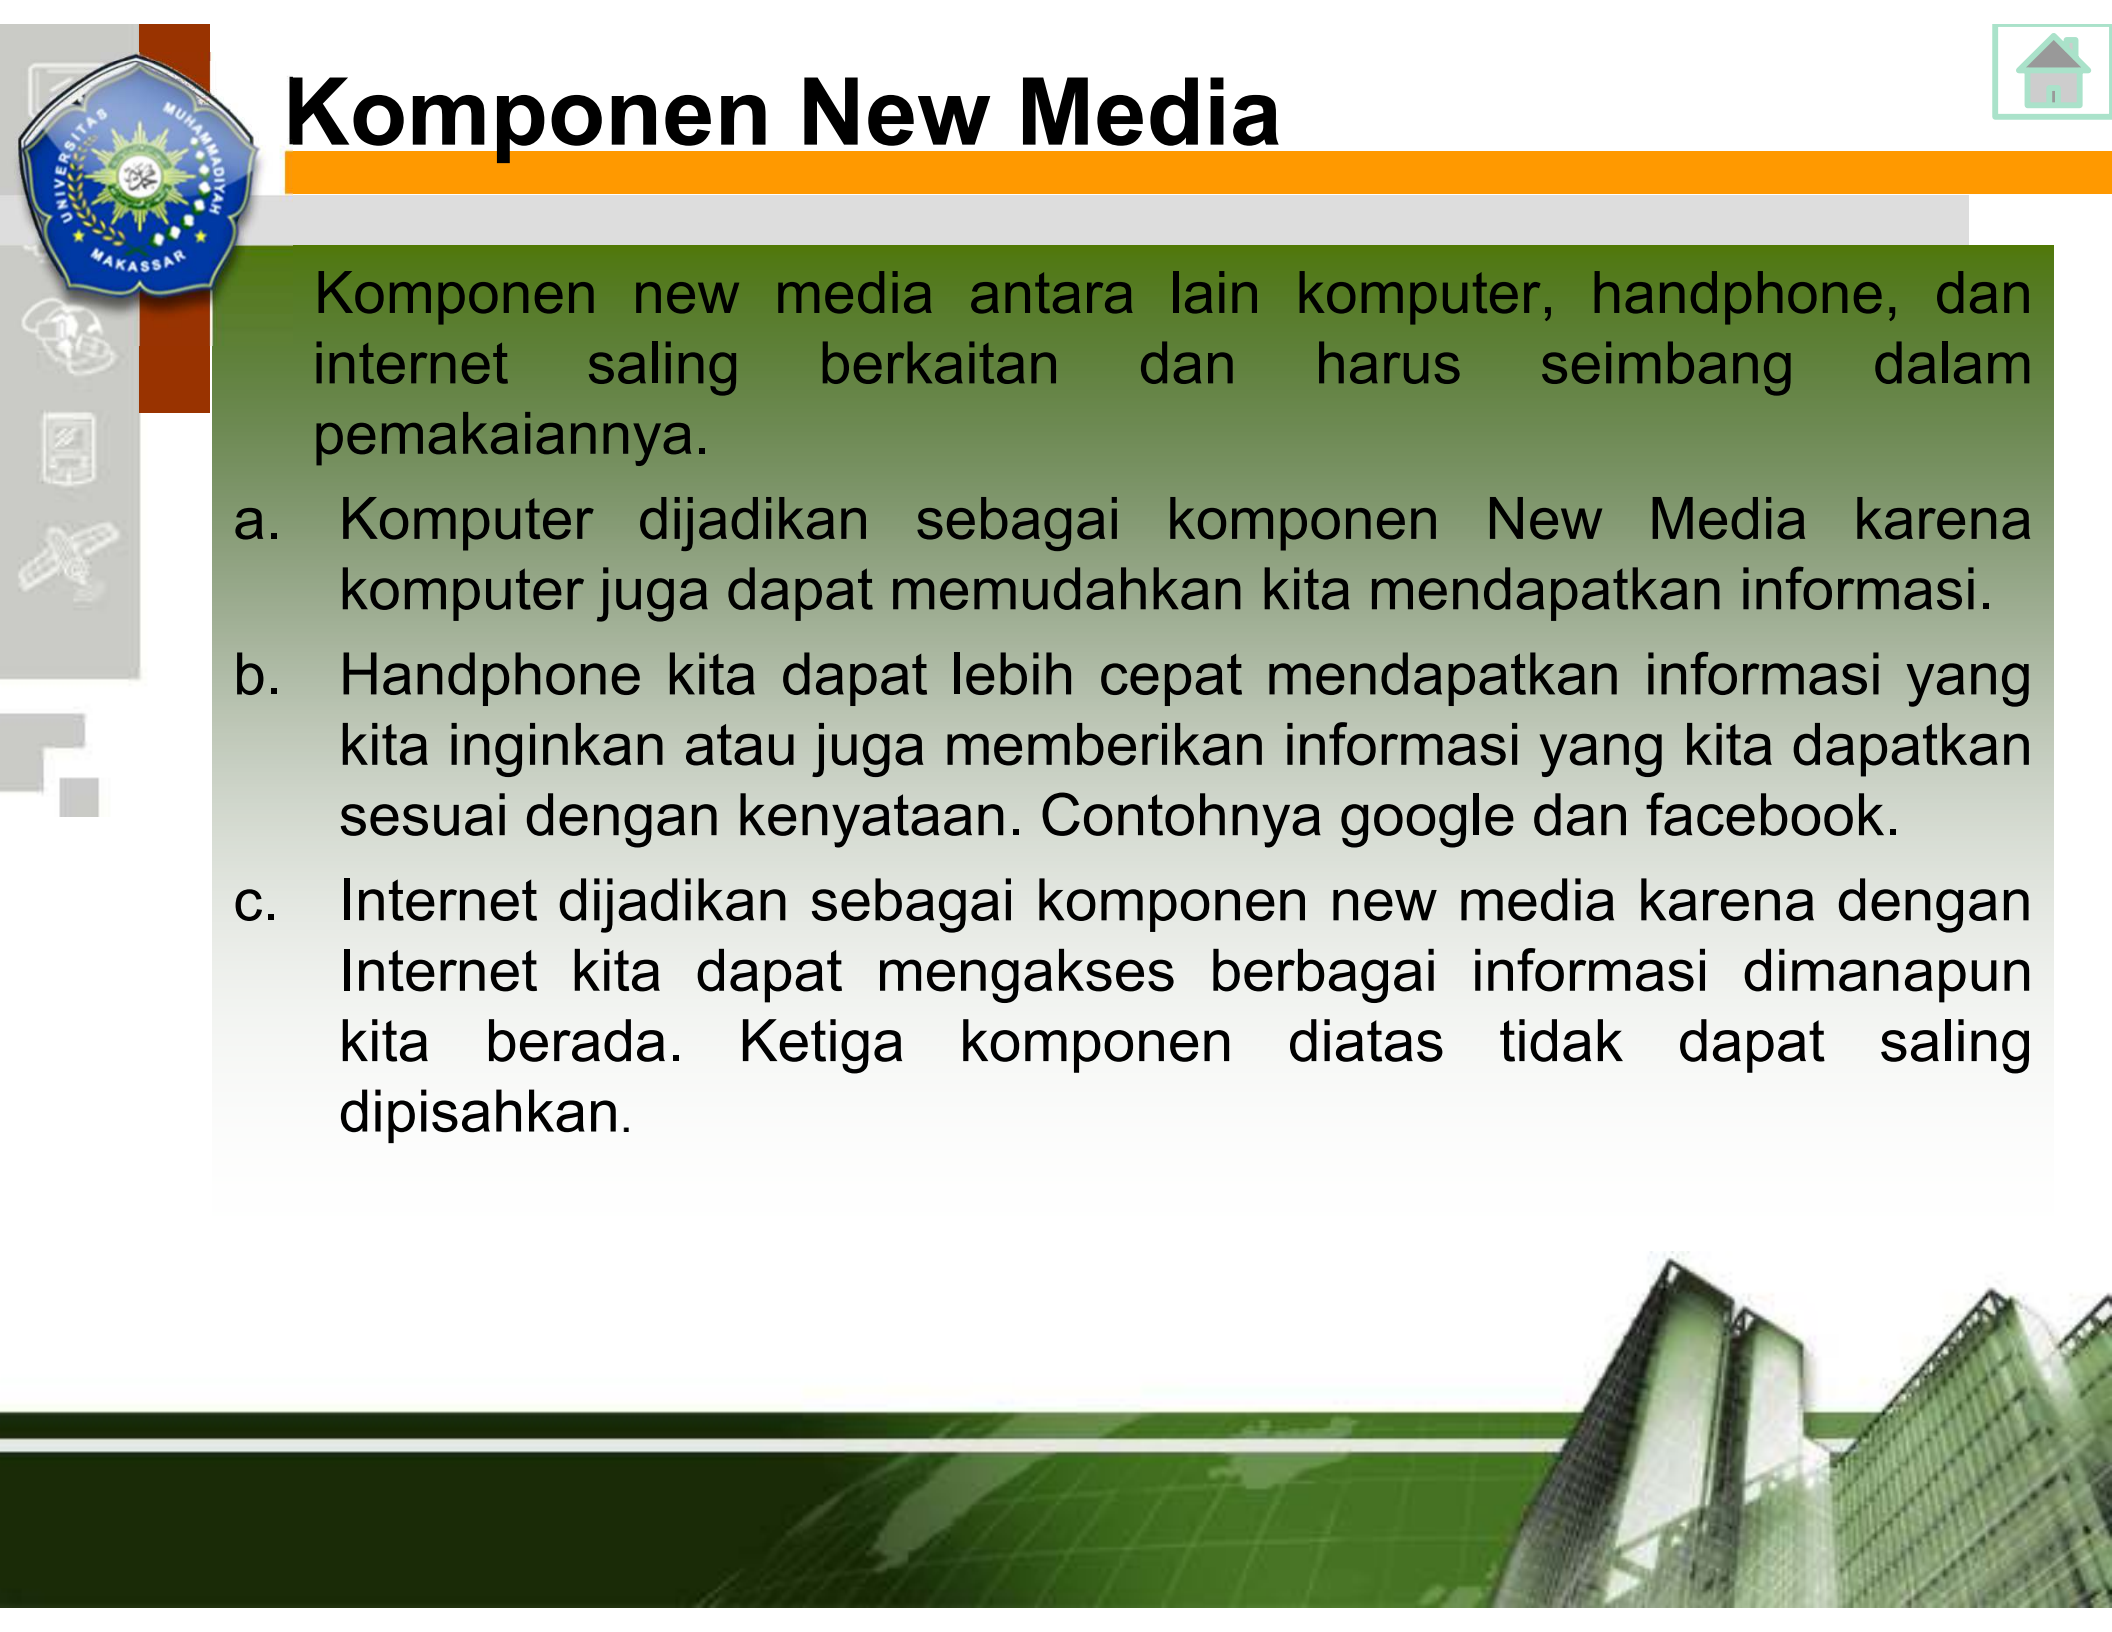 Komponen New Media
UNIVERSITAS MUHAMMADIYAH
MAKASSAR
Komponen new media antara lain komputer, handphone, dan
internet saling berkaitan dan harus seimbang dalam
pemakaiannya.
a. Komputer dijadikan sebagai komponen New Media karena
komputer juga dapat memudahkan kita mendapatkan informasi.
b. Handphone kita dapat lebih cepat mendapatkan informasi yang
kita inginkan atau juga memberikan informasi yang kita dapatkan
sesuai dengan kenyataan. Contohnya google dan facebook.
c. Internet dijadikan sebagai komponen new media karena dengan
Internet kita dapat mengakses berbagai informasi dimanapun
kita berada. Ketiga komponen diatas tidak dapat saling
dipisahkan.